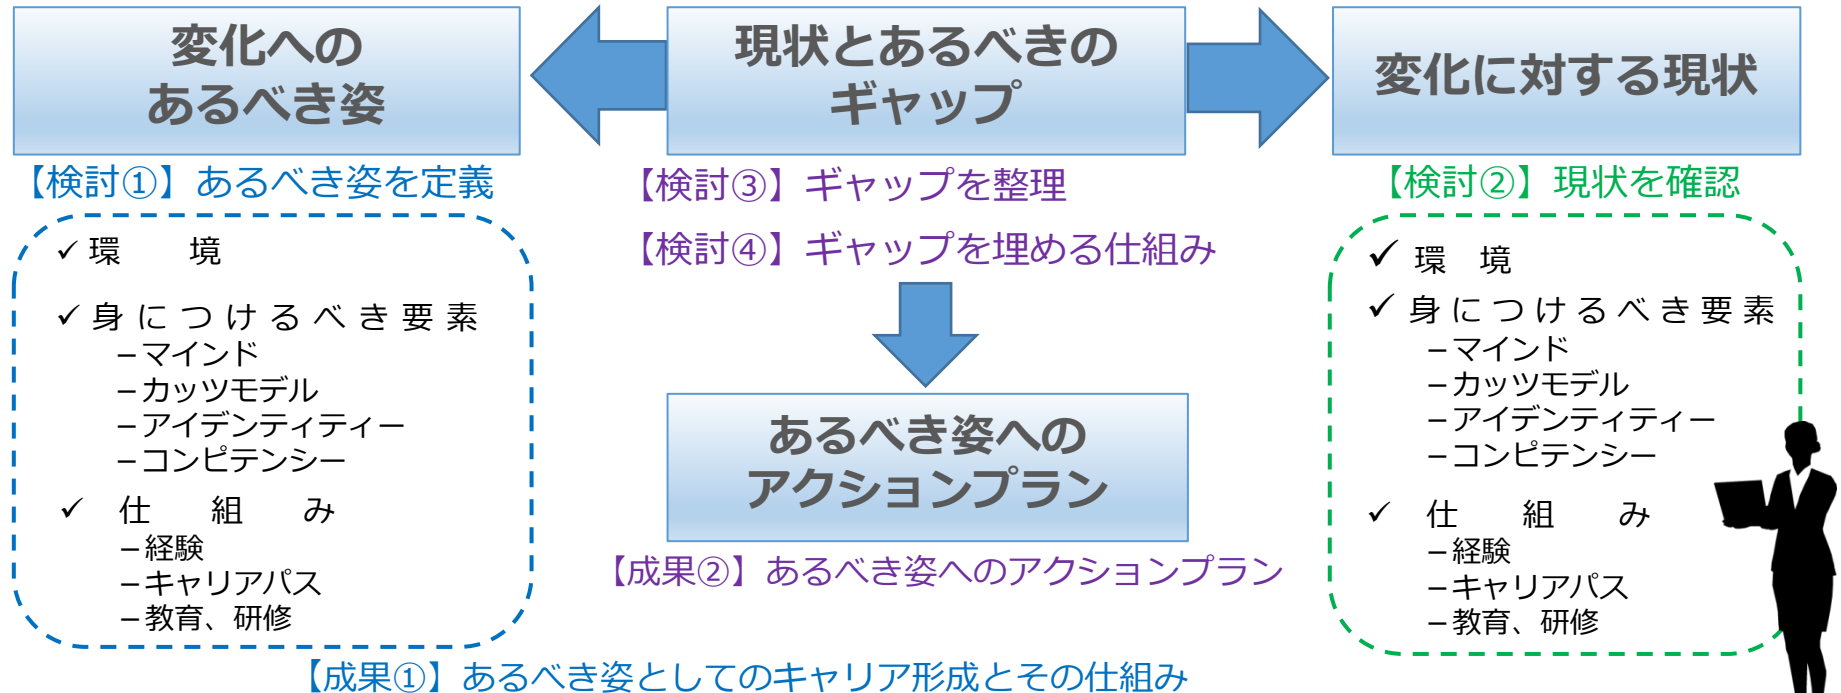 変化への
あるべき姿
現状とあるべきの
ギャップ
変化に対する現状
【検討①】あるべき姿を定義
✓環 境
✓身につけるべき要素
–マインド
–カッツモデル
–アイデンティティー
–コンピテンシー
✓ 仕 組 み
–経験
–キャリアパス
–教育、研修
【検討③】ギャップを整理
【検討④】ギャップを埋める仕組み
あるべき姿への
アクションプラン
【成果②】あるべき姿へのアクションプラン
【検討②】現状を確認
✓ 環 境
✓身につけるべき要素
–マインド
–カッツモデル
–アイデンティティー
–コンピテンシー
✓ 仕 組 み
–経験
–キャリアパス
–教育、研修
【成果①】あるべき姿としてのキャリア形成とその仕組み